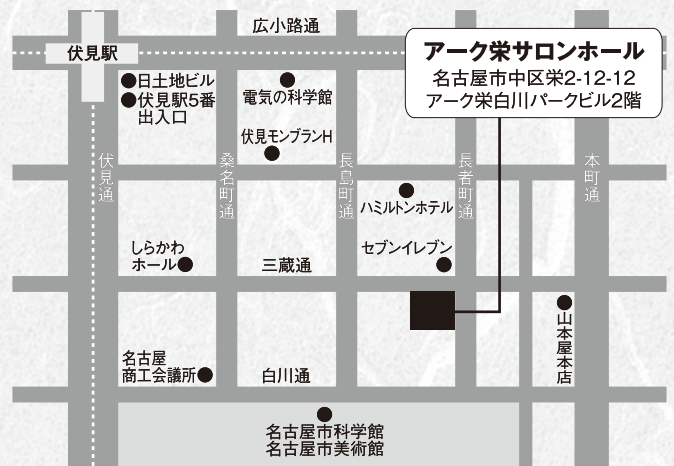 広小路通
伏見駅
アーク栄サロンホール
名古屋市中区栄2-12-12
アーク栄白川パークビル2階
日土地ビル
伏見駅5番
出入口
電気の科学館
伏見モンブランH
伏見通
桑名町通
長島町通
長者町通
本町通
ハミルトンホテル
しらかわ
ホール
三蔵通
セブンイレブン
山本屋本店
名古屋
商工会議所
白川通
名古屋市科学館
名古屋市美術館